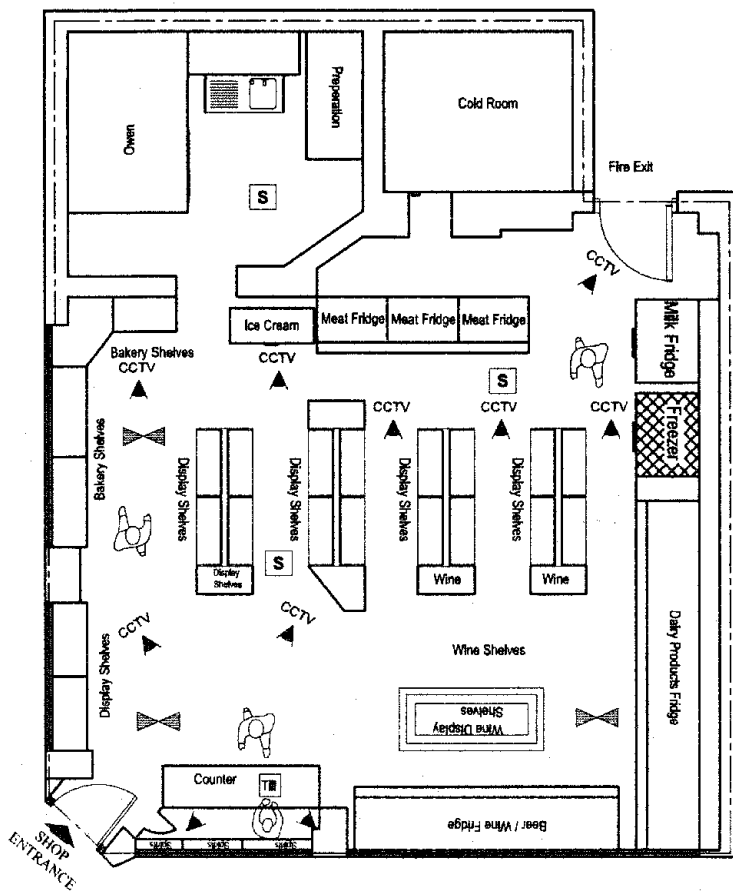 Owen
Preperation
Cold Room
Fire Exit
S
CCTV
Ice Cream
Meat Fridge
Meat Fridge
Meat Fridge
Milk Fridge
Bakery Shelves
CCTV
CCTV
S
CCTV
CCTV
CCTV
Freezer
Bakery Shelves
Display Shelves
Display Shelves
Display Shelves
Display Shelves
S
Display
Shelves
Wine
Wine
CCTV
CCTV
Display Shelves
Wine Shelves
Dairy Products Fridge
Wine Display
Shelves
Counter
Till
Bear / Wine Fridge
Spirits
Spirits
Spirits
SHOP
ENTRANCE